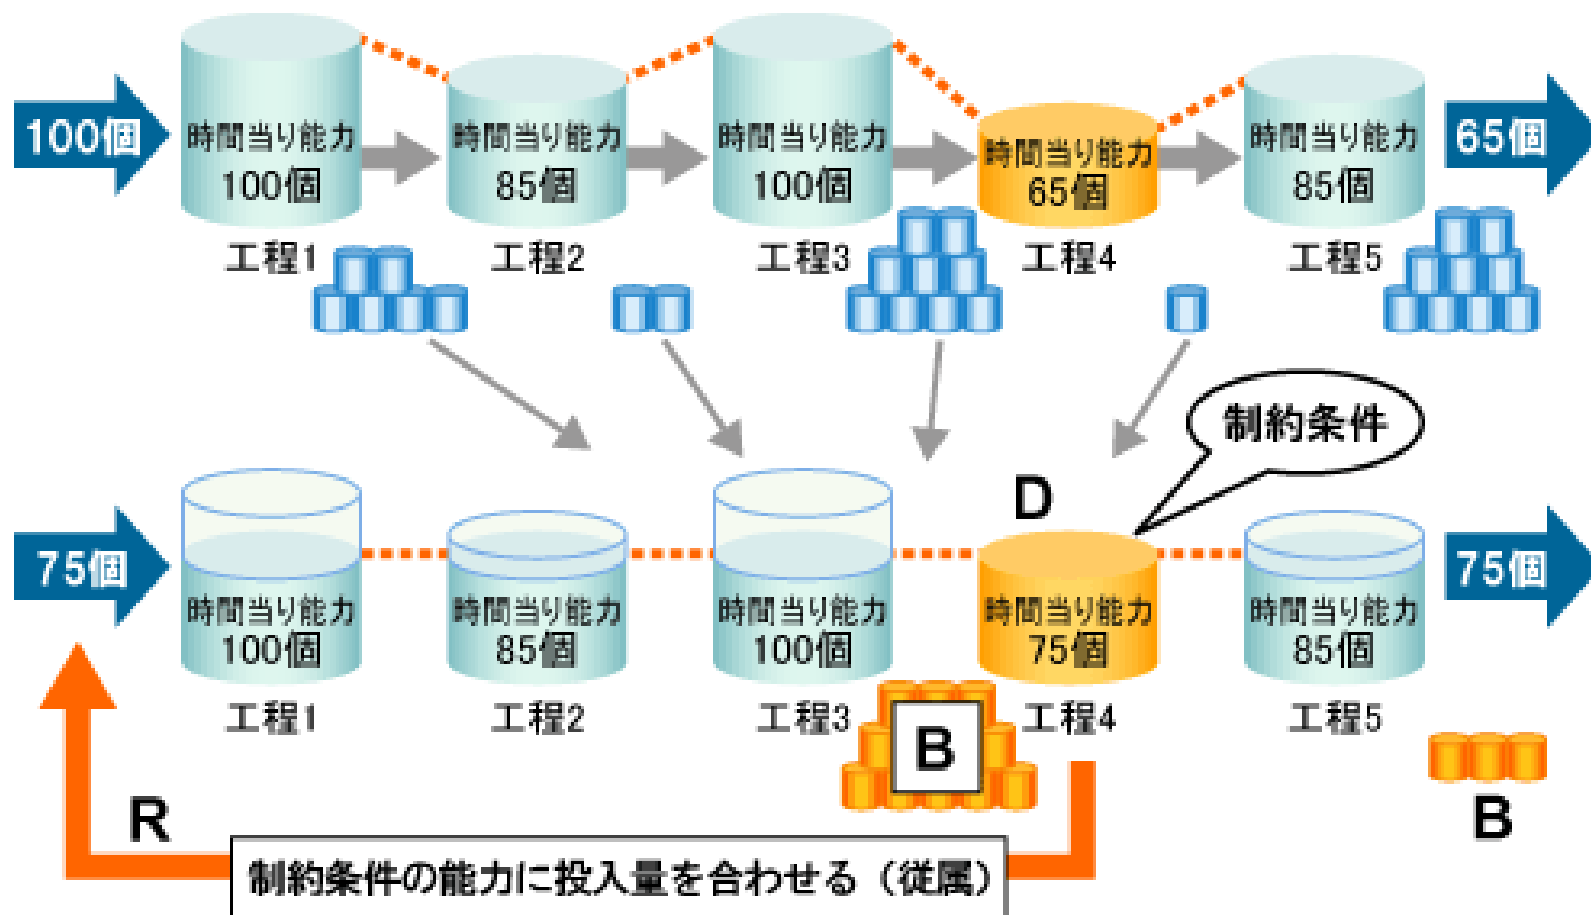 100個
時間当り能力
100個
時間当り能力
85個
時間当り能力
100個
時間当り能力
65個
時間当り能力
85個
65個
工程1
工程2
工程3
工程4
工程5
制約条件
D
75個
時間当り能力
100個
時間当り能力
85個
時間当り能力
100個
時間当り能力
75個
時間当り能力
85個
75個
工程1
工程2
工程3
工程4
工程5
B
B
R
制約条件の能力に投入量を合わせる（従属）